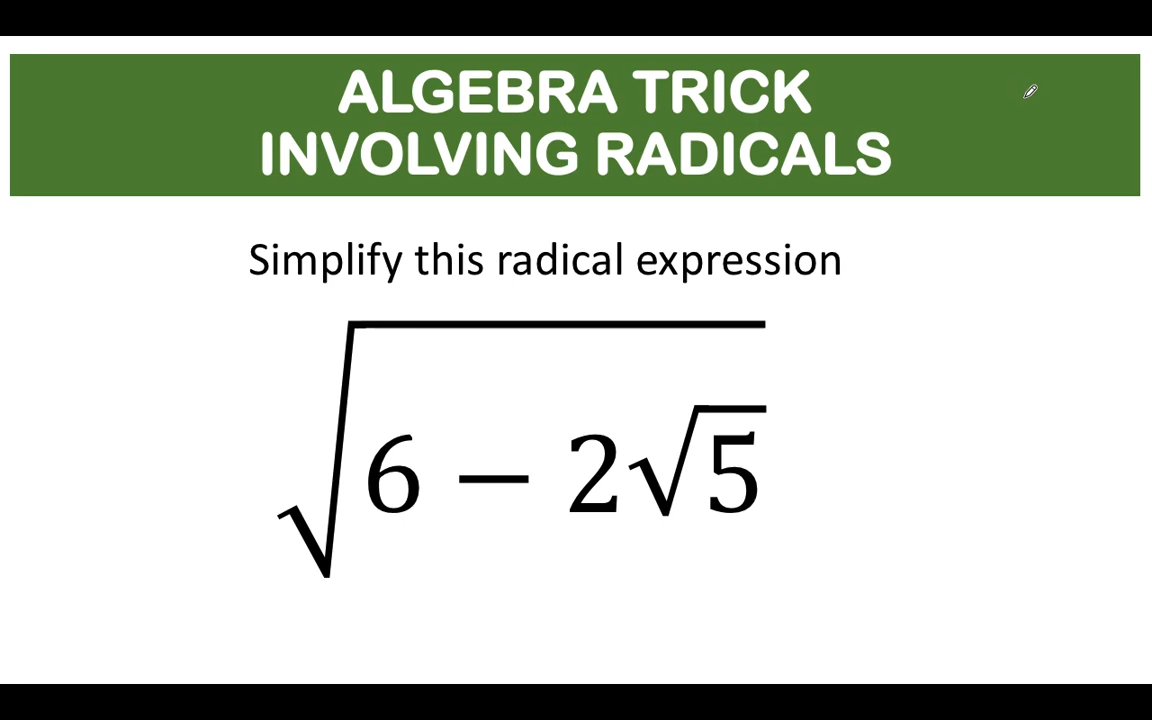 ALGEBRA TRICK
INVOLVING RADICALS
Simplify this radical expression
√(6 − 2√5)